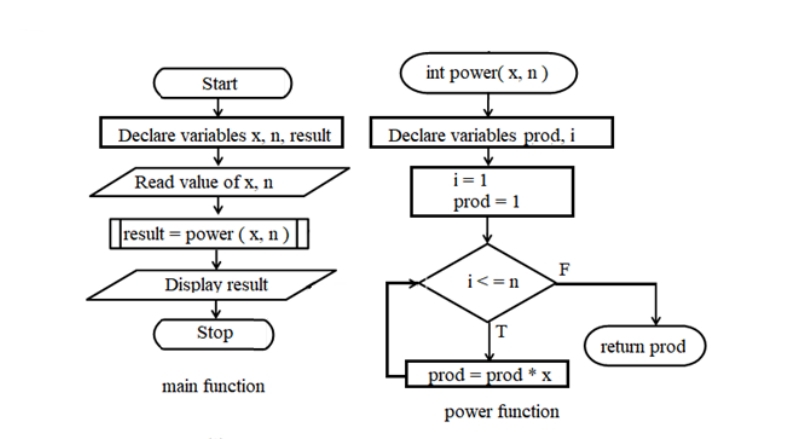 Start
Declare variables x, n, result
Read value of x, n
result = power ( x, n )
Display result
Stop
main function
int power( x, n )
Declare variables prod, i
i = 1
prod = 1
i < = n
F
T
return prod
prod = prod * x
power function